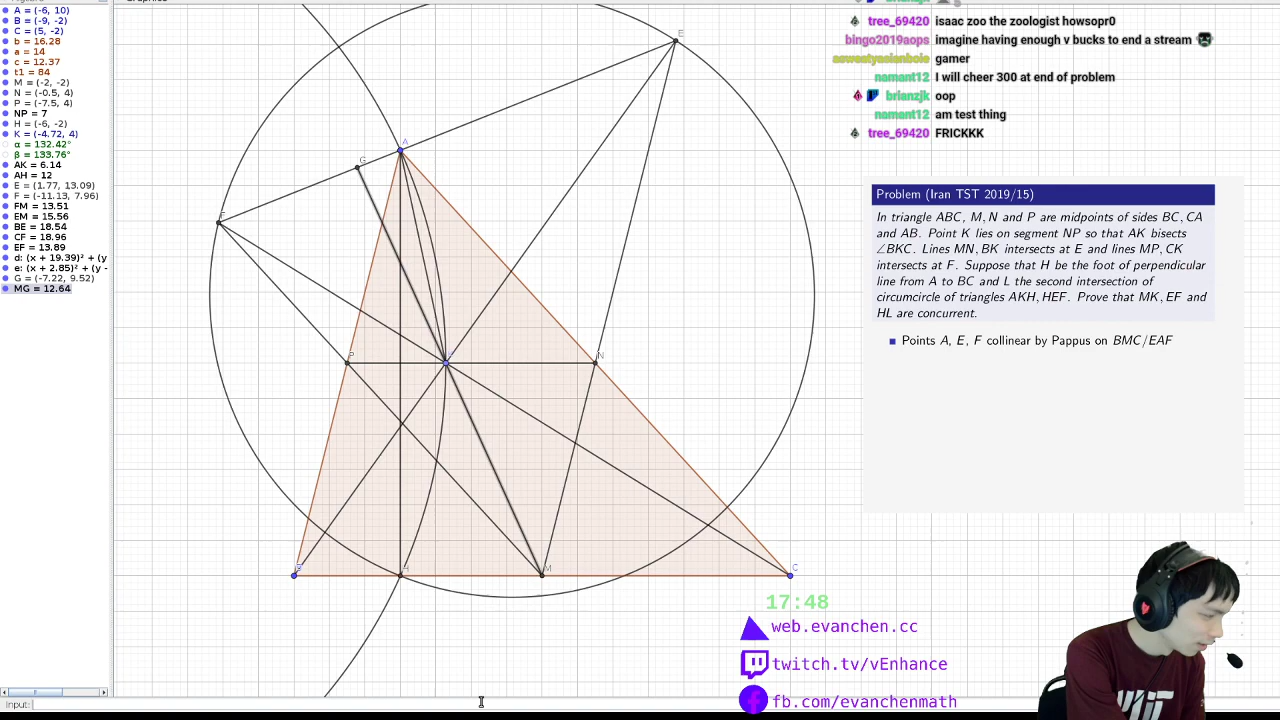 A = (-6, 10)
B = (-9, -2)
C = (5, -2)
b = 16.28
a = 14
c = 12.37
t1 = 84
M = (-2, -2)
N = (-0.5, 4)
P = (-7.5, 4)
NP = 7
H = (-6, -2)
K = (-4.72, 4)
α = 132.42°
β = 133.76°
AK = 6.14
AH = 12
E = (1.77, 13.09)
F = (-11.13, 7.96)
FM = 13.51
EM = 15.56
BE = 18.54
CF = 18.96
EF = 13.89
d: (x + 19.39)² + (y
e: (x + 2.85)² + (y -
G = (-7.22, 9.52)
MG = 12.64
Input:
E
A
G
F
P
N
B
H
M
C
tree_69420 isaac zoo the zoologist howsopr0
bingo2019aops imagine having enough v bucks to end a stream
gamer
namant12 I will cheer 300 at end of problem
brianzjk oop
namant12 am test thing
tree_69420 FRICKKK
Problem (Iran TST 2019/15)
In triangle ABC, M, N and P are midpoints of sides BC, CA
and AB. Point K lies on segment NP so that AK bisects
∠BKC. Lines MN, BK intersects at E and lines MP, CK
intersects at F. Suppose that H be the foot of perpendicular
line from A to BC and L the second intersection of
circumcircle of triangles AKH, HEF. Prove that MK, EF and
HL are concurrent.
Points A, E, F collinear by Pappus on BMC/EAF
17:48
web.evanchen.cc
twitch.tv/vEnhance
fb.com/evanchenmath